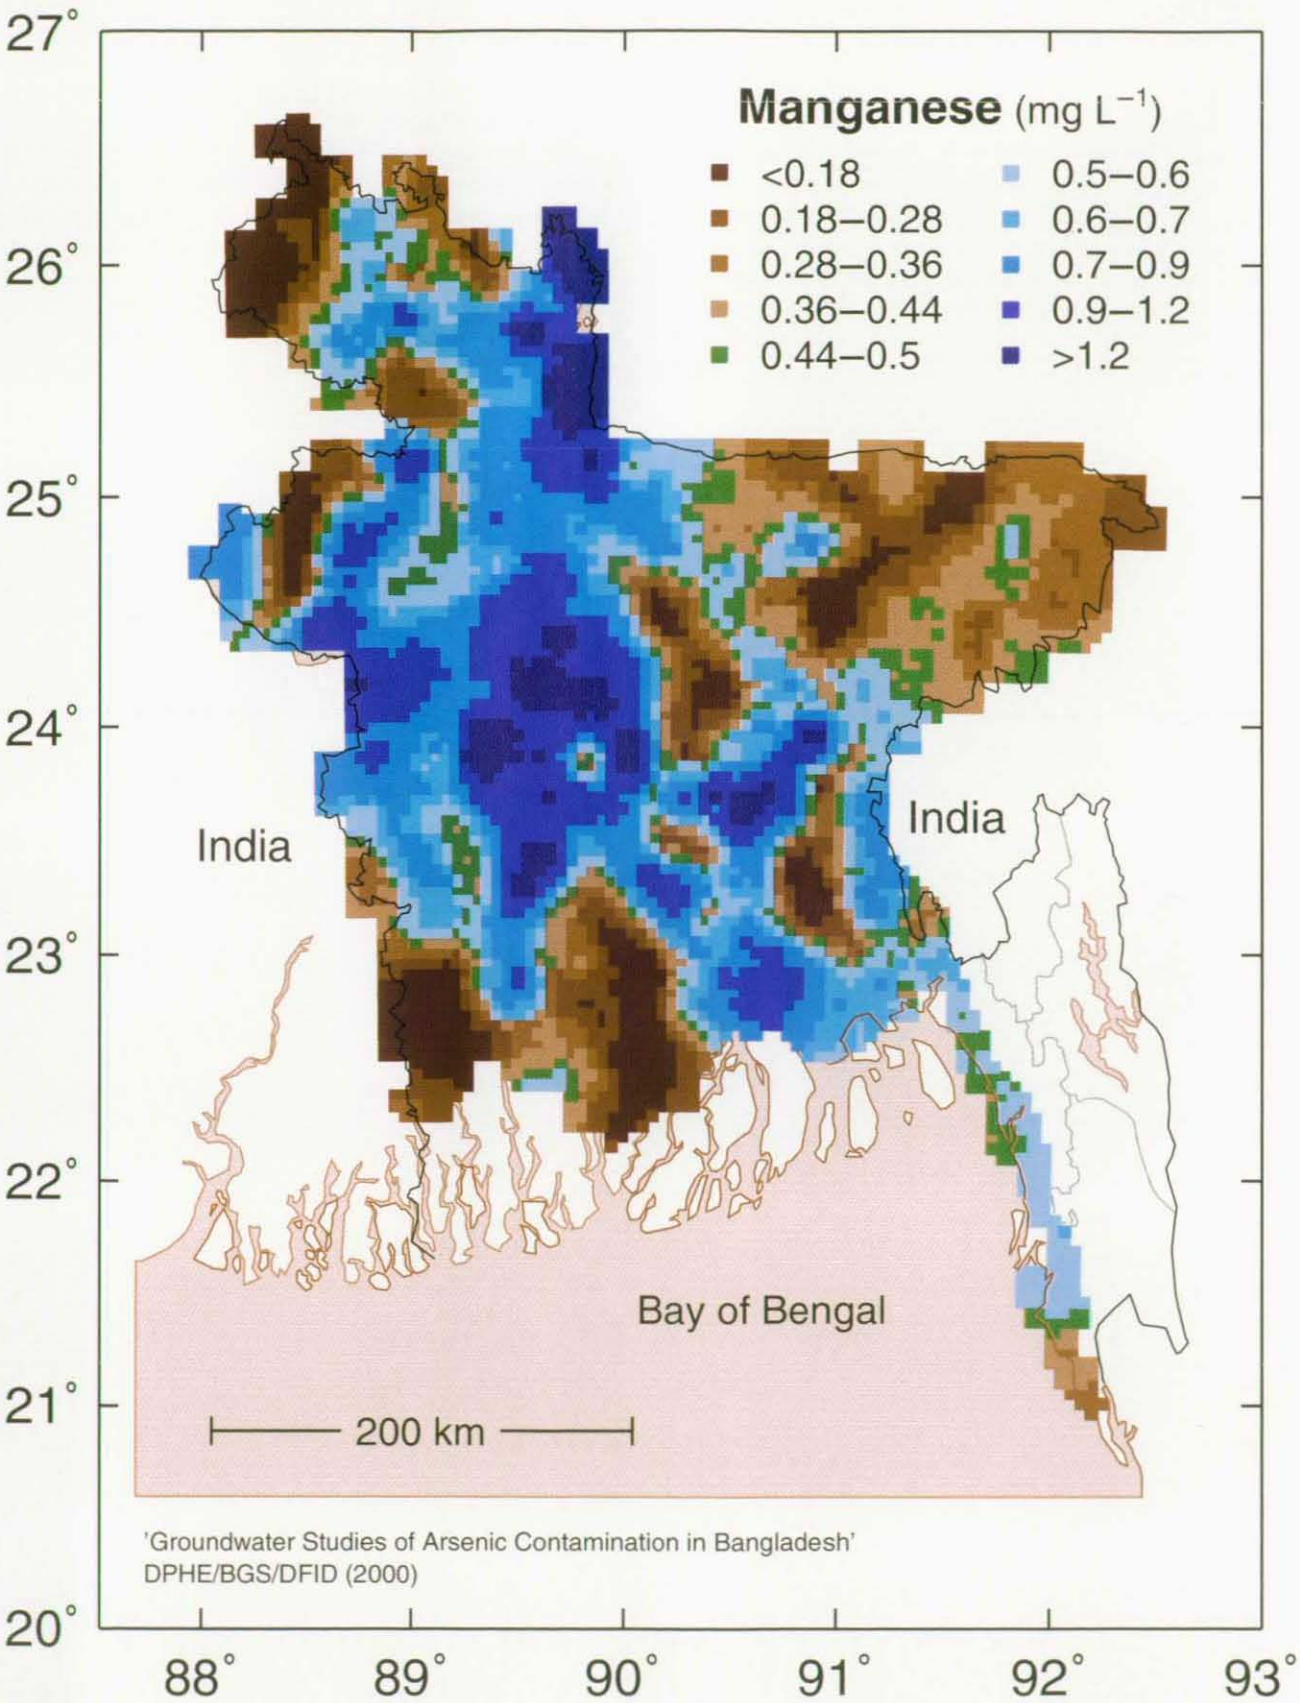 27°
Manganese (mg L⁻¹)
<0.18
0.18–0.28
0.28–0.36
0.36–0.44
0.44–0.5
0.5–0.6
0.6–0.7
0.7–0.9
0.9–1.2
>1.2
26°
25°
24°
India
India
23°
22°
Bay of Bengal
21°
200 km
'Groundwater Studies of Arsenic Contamination in Bangladesh'
DPHE/BGS/DFID (2000)
20°
88° 89° 90° 91° 92° 93°